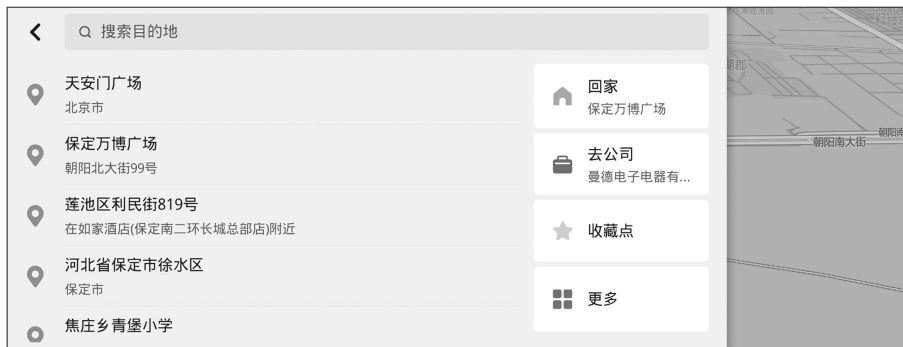 搜索目的地
天安门广场
北京市
保定万博广场
朝阳北大街99号
莲池区利民街819号
在如家酒店(保定南二环长城总部店)附近
河北省保定市徐水区
保定市
焦庄乡青堡小学
回家
保定万博广场
去公司
曼德电子电器有...
收藏点
更多
朝阳南大街